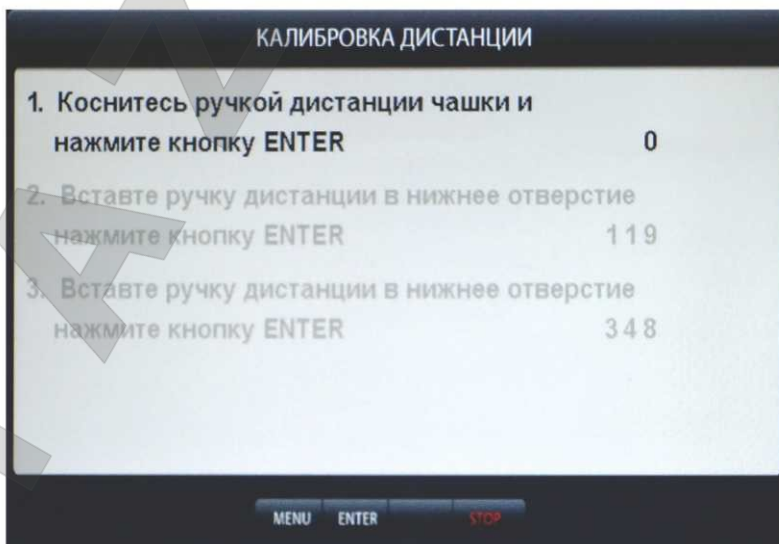 КАЛИБРОВКА ДИСТАНЦИИ
1. Коснитесь ручкой дистанции чашки и
нажмите кнопку ENTER 0
2. Вставте ручку дистанции в нижнее отверстие
нажмите кнопку ENTER 119
3. Вставте ручку дистанции в нижнее отверстие
нажмите кнопку ENTER 348
MENU ENTER STOP